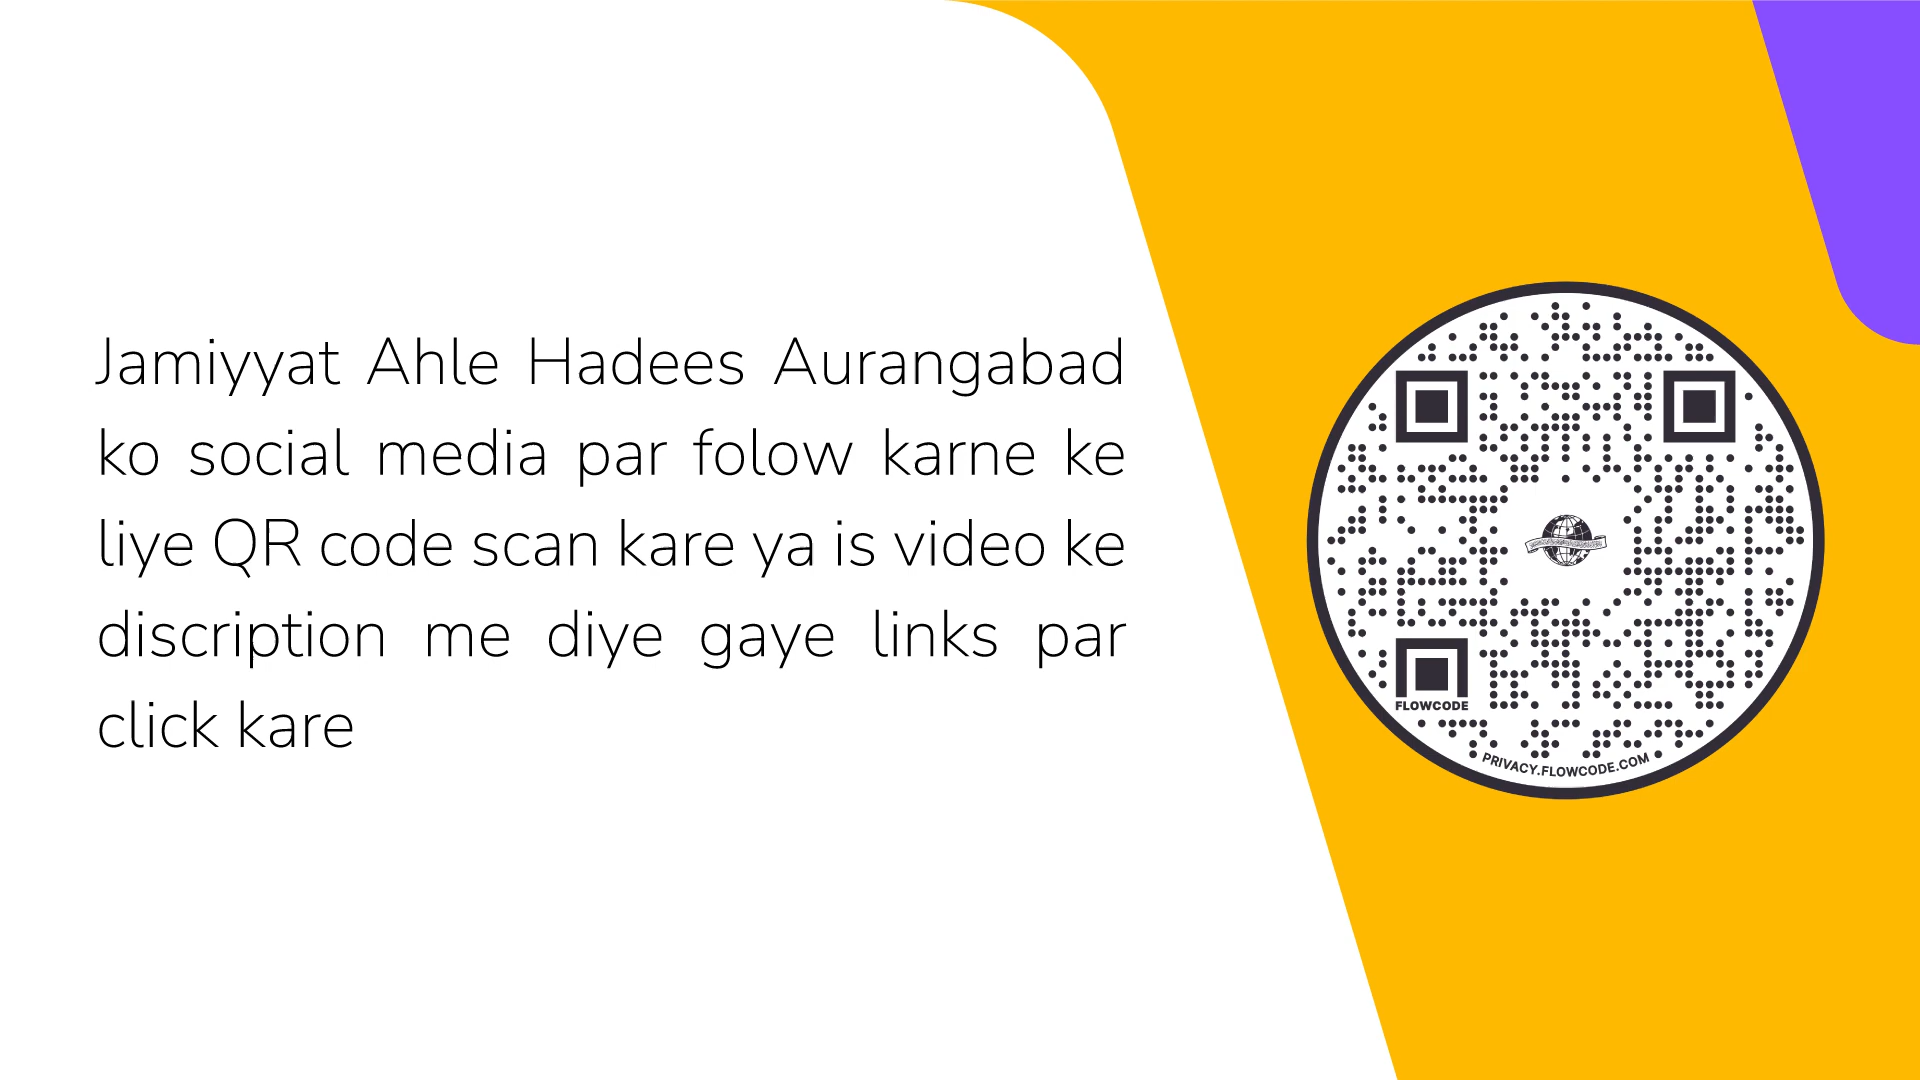 Jamiyyat Ahle Hadees Aurangabad
ko social media par folow karne ke
liye QR code scan kare ya is video ke
discription me diye gaye links par
click kare
FLOWCODE
PRIVACY.FLOWCODE.COM